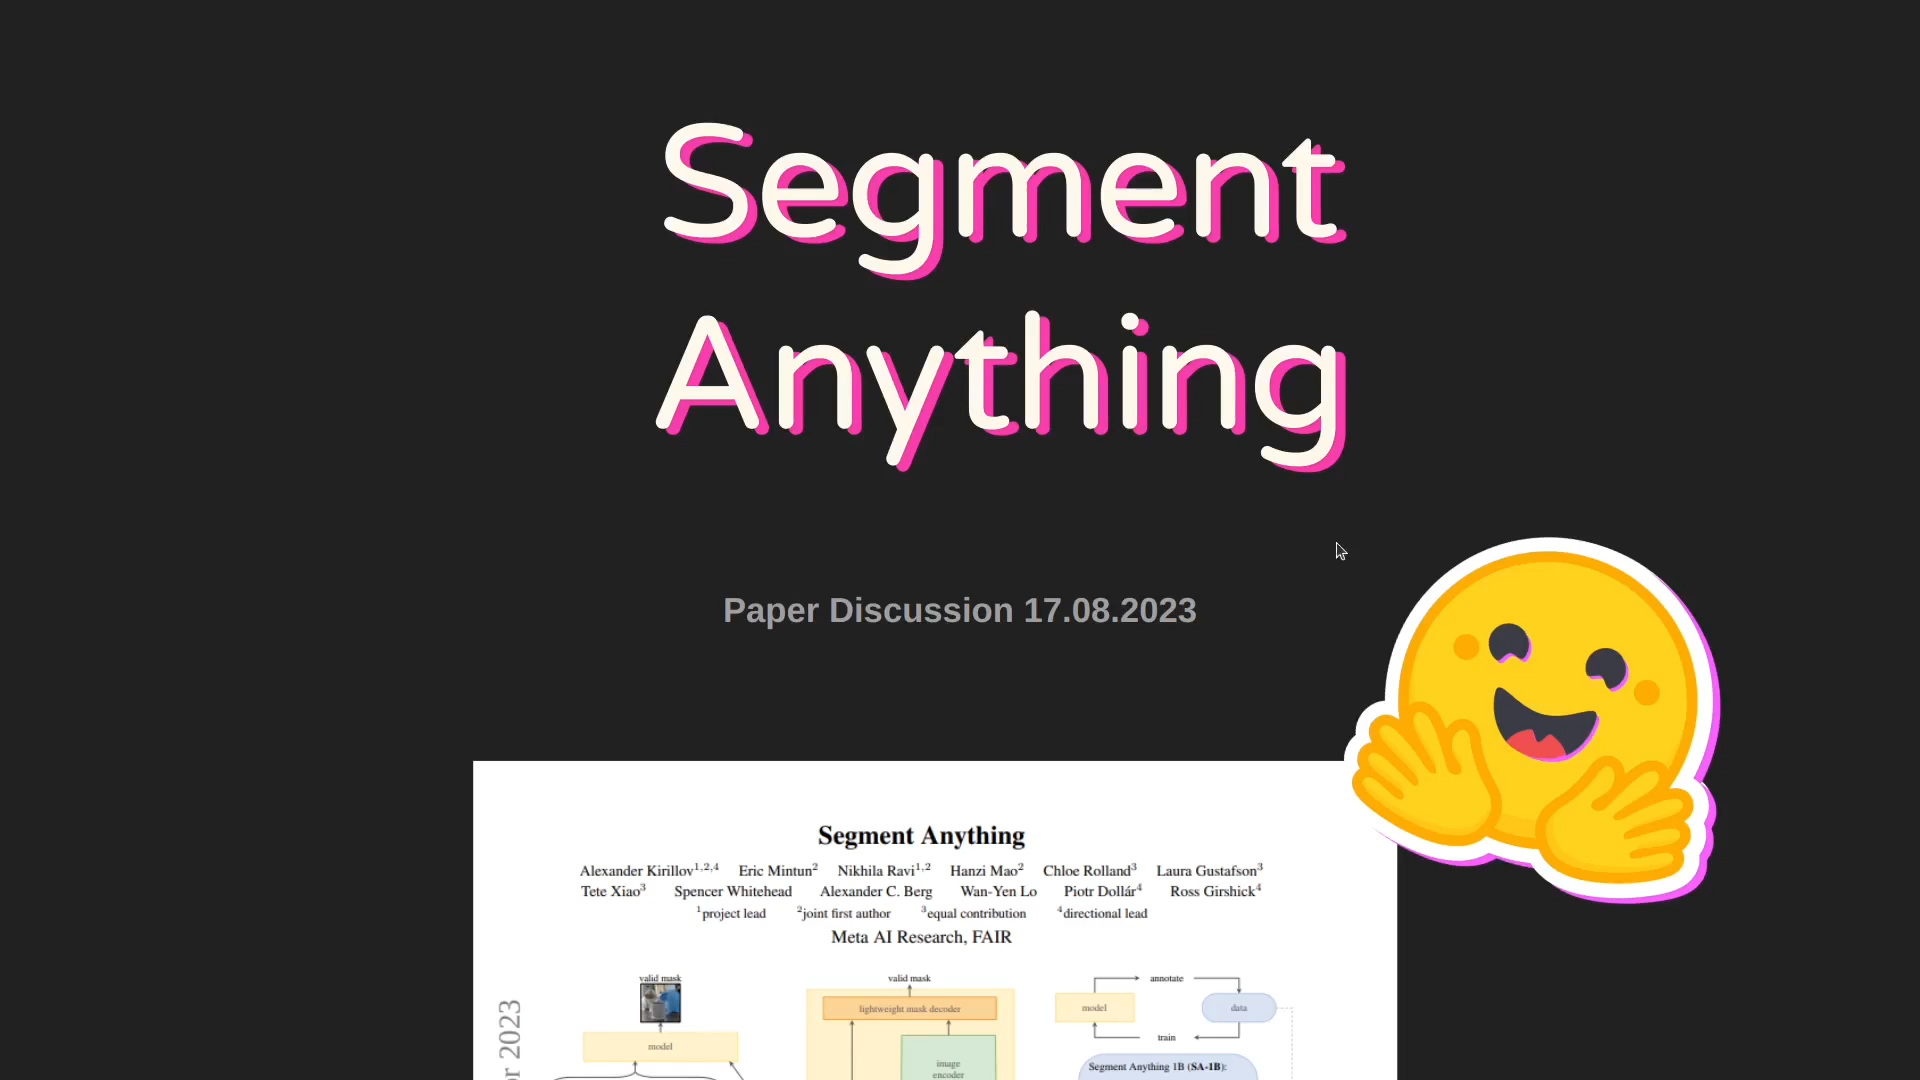 Segment
Anything
Paper Discussion 17.08.2023
Segment Anything
Alexander Kirillov1,2,4 Eric Mintun2 Nikhila Ravi1,2 Hanzi Mao2 Chloe Rolland3 Laura Gustafson3
Tete Xiao3 Spencer Whitehead Alexander C. Berg Wan-Yen Lo Piotr Dollár4 Ross Girshick4
1project lead 2joint first author 3equal contribution 4directional lead
Meta AI Research, FAIR
valid mask
model
valid mask
lightweight mask decoder
image
encoder
annotate
model
data
train
Segment Anything 1B (SA-1B):
2023